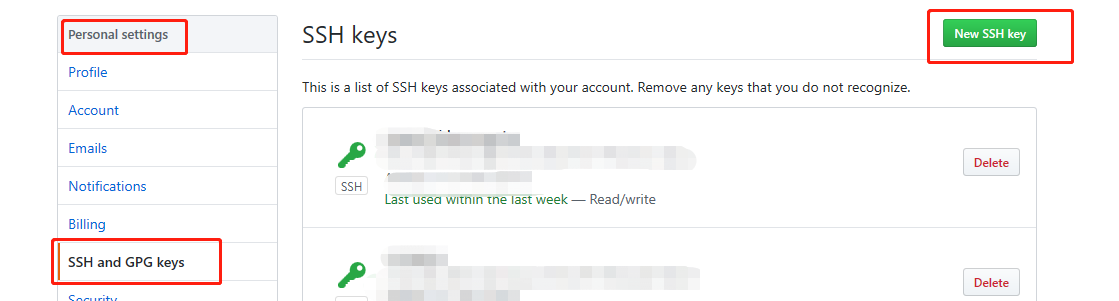 Personal settings
Profile
Account
Emails
Notifications
Billing
SSH and GPG keys
Security
SSH keys
New SSH key
This is a list of SSH keys associated with your account. Remove any keys that you do not recognize.
SSH
Last used within the last week — Read/write
Delete
Delete